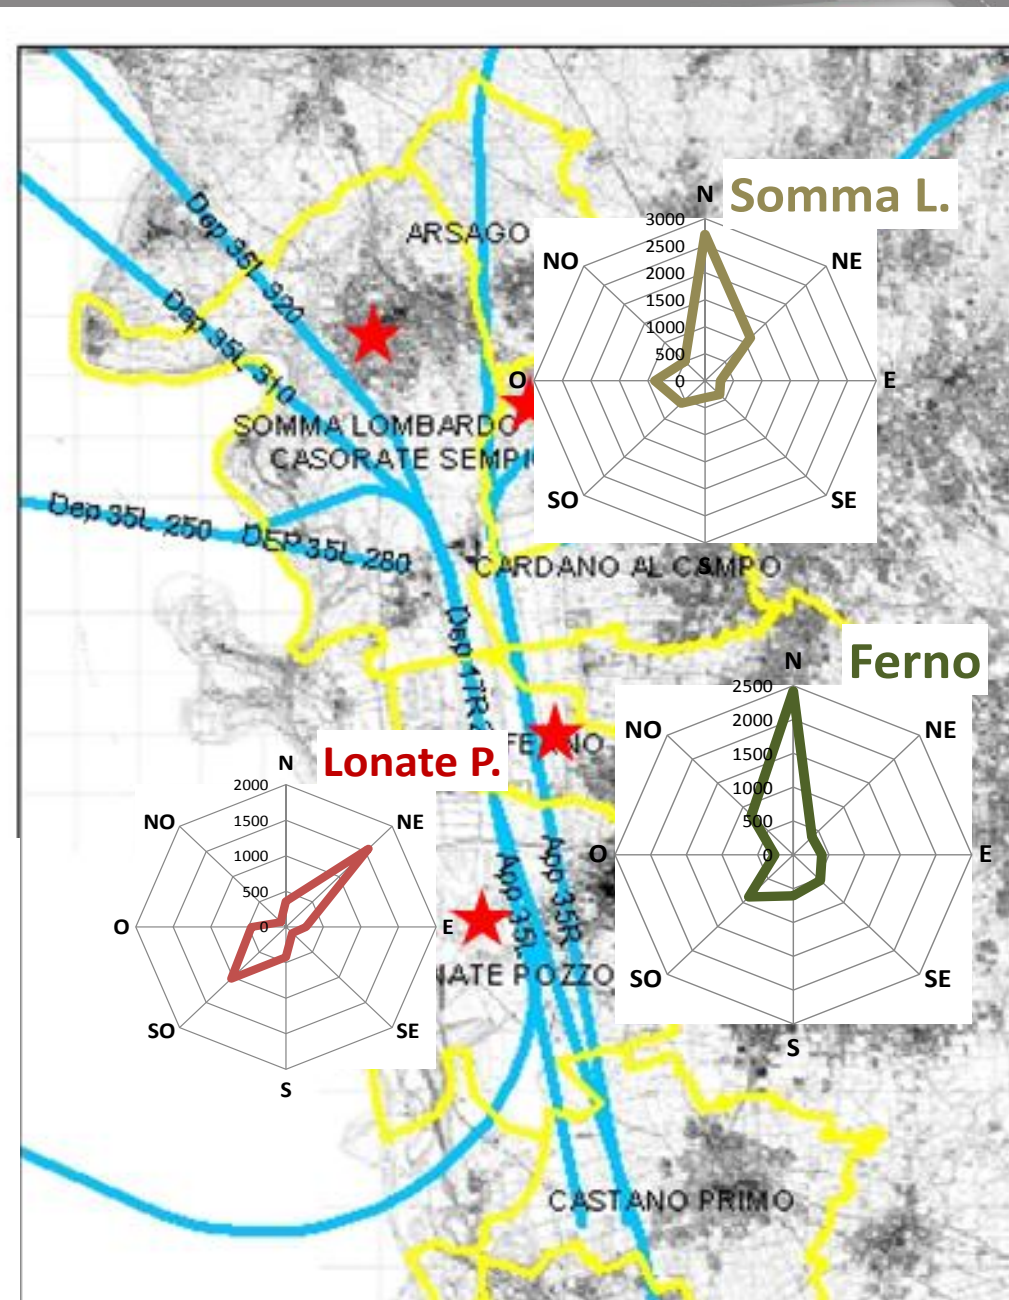 Somma L.
N
3000
2500
2000
1500
1000
500
0
NO
NE
O
E
SO
SE
S
ARSAGO
Dep 35L 320
Dep 35L 310
SOMMA LOMBARDO
CASORATE
Dep 35L 250
DEP 35L 280
CARDANO AL CAMPO
Dep 17R
Ferno
N
2500
2000
1500
1000
500
0
NO
NE
O
E
SO
SE
S
Lonate P.
N
2000
1500
1000
500
0
NO
NE
O
E
SO
SE
S
App 35L
App 35R
NATE POZZO
CASTANO PRIMO